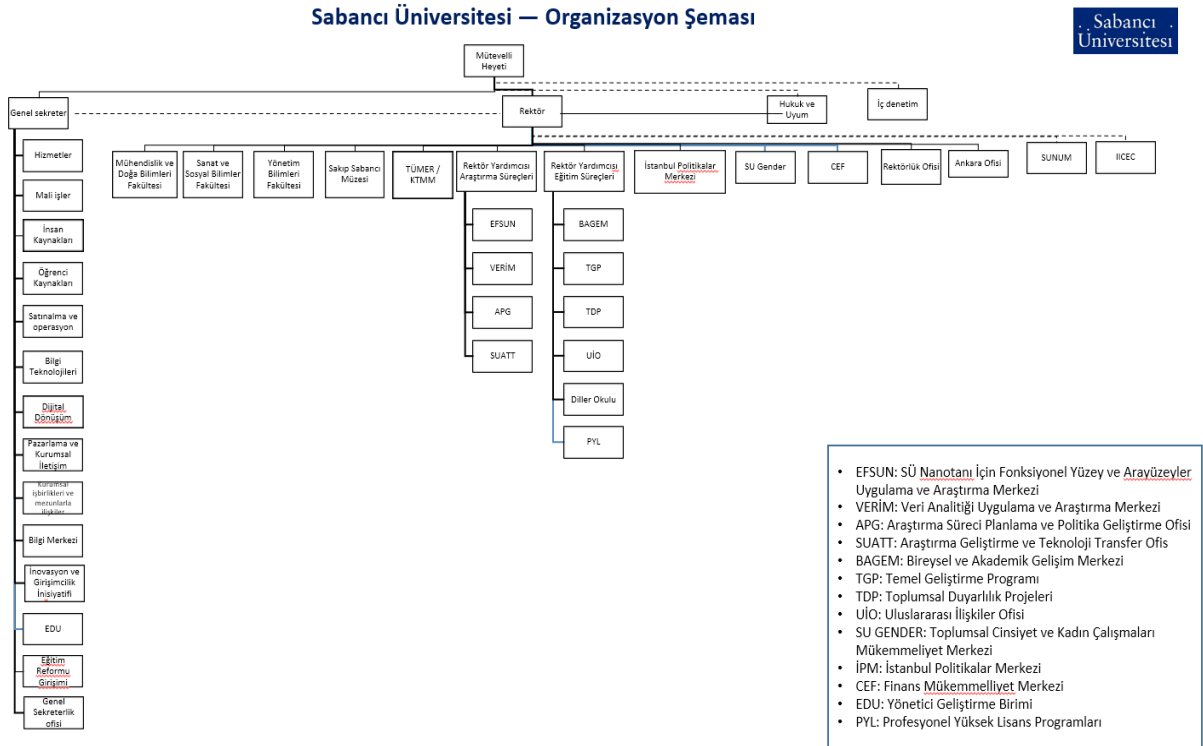 Sabancı Üniversitesi — Organizasyon Şeması
Sabancı
Üniversitesi
Mütevelli
Heyeti
Genel sekreter
Rektör
Hukuk ve
Uyum
İç denetim
Hizmetler
Mali işler
İnsan
Kaynakları
Öğrenci
Kaynakları
Satınalma ve
operasyon
Bilgi
Teknolojileri
Dijital
Dönüşüm
Pazarlama ve
Kurumsal
İletişim
Kurumsal
işbirlikleri ve
mezunlarla
ilişkiler
Bilgi Merkezi
İnovasyon ve
Girişimcilik
İnisiyatifi
EDU
Eğitim
Reformu
Girişimi
Genel
Sekreterlik
ofisi
Mühendislik ve
Doğa Bilimleri
Fakültesi
Sanat ve
Sosyal Bilimler
Fakültesi
Yönetim
Bilimleri
Fakültesi
Sakıp Sabancı
Müzesi
TÜMER /
KTMM
Rektör Yardımcısı
Araştırma Süreçleri
Rektör Yardımcısı
Eğitim Süreçleri
İstanbul Politikalar
Merkezi
SU Gender
CEF
Rektörlük Ofisi
Ankara Ofisi
SUNUM
IICEC
EFSUN
VERİM
APG
SUATT
BAGEM
TGP
TDP
UİO
Diller Okulu
PYL
• EFSUN: SÜ Nanotanı İçin Fonksiyonel Yüzey ve Arayüzeyler
Uygulama ve Araştırma Merkezi
• VERİM: Veri Analitiği Uygulama ve Araştırma Merkezi
• APG: Araştırma Süreci Planlama ve Politika Geliştirme Ofisi
• SUATT: Araştırma Geliştirme ve Teknoloji Transfer Ofis
• BAGEM: Bireysel ve Akademik Gelişim Merkezi
• TGP: Temel Geliştirme Programı
• TDP: Toplumsal Duyarlılık Projeleri
• UİO: Uluslararası İlişkiler Ofisi
• SU GENDER: Toplumsal Cinsiyet ve Kadın Çalışmaları
Mükemmeliyet Merkezi
• İPM: İstanbul Politikalar Merkezi
• CEF: Finans Mükemmelliyet Merkezi
• EDU: Yönetici Geliştirme Birimi
• PYL: Profesyonel Yüksek Lisans Programları